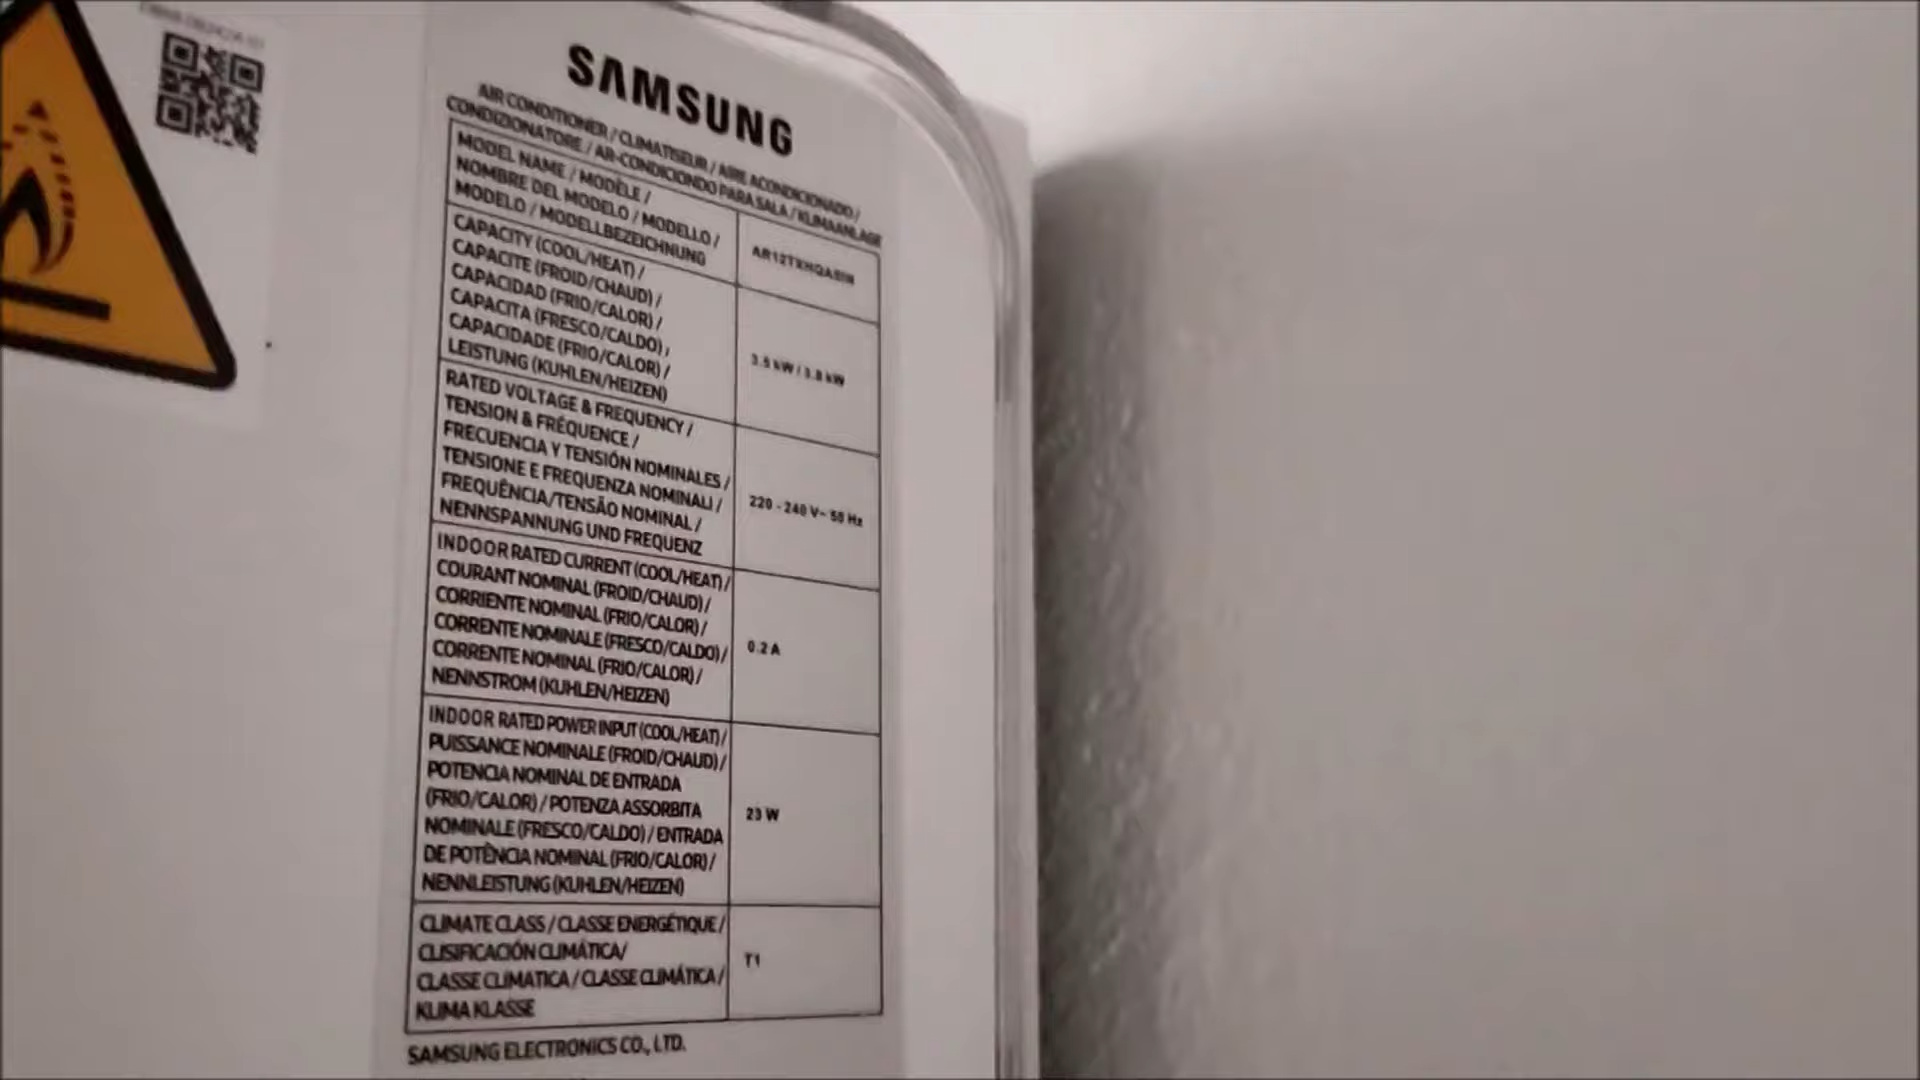 SAMSUNG
AIR CONDITIONER / CLIMATISEUR / AIRE ACONDICIONADO /
CONDIZIONATORE / AR-CONDICIONDO PARA SALA / KLIMAANLAGE
MODEL NAME / MODÈLE /
NOMBRE DEL MODELO / MODELLO /
MODELO / MODELLBEZEICHNUNG
CAPACITY (COOL/HEAT) /
CAPACITE (FROID/CHAUD) /
CAPACIDAD (FRIO/CALOR) /
CAPACITA (FRESCO/CALDO) /
CAPACIDADE (FRIO/CALOR) /
LEISTUNG (KUHLEN/HEIZEN)
3.5 kW / 3.8 kW
RATED VOLTAGE & FREQUENCY /
TENSION & FRÉQUENCE /
FRECUENCIA Y TENSIÓN NOMINALES /
TENSIONE E FREQUENZA NOMINALI /
FREQUÊNCIA/TENSÃO NOMINAL /
NENNSPANNUNG UND FREQUENZ
220 - 240 V~ 50 Hz
INDOOR RATED CURRENT (COOL/HEAT) /
COURANT NOMINAL (FROID/CHAUD) /
CORRIENTE NOMINAL (FRIO/CALOR) /
CORRENTE NOMINALE (FRESCO/CALDO) /
CORRENTE NOMINAL (FRIO/CALOR) /
NENNSTROM (KUHLEN/HEIZEN)
0.2 A
INDOOR RATED POWER INPUT (COOL/HEAT) /
PUISSANCE NOMINALE (FROID/CHAUD) /
POTENCIA NOMINAL DE ENTRADA
(FRIO/CALOR) / POTENZA ASSORBITA
NOMINALE (FRESCO/CALDO) / ENTRADA
DE POTÊNCIA NOMINAL (FRIO/CALOR) /
NENNLEISTUNG (KUHLEN/HEIZEN)
23 W
CLIMATE CLASS / CLASSE ENERGÉTIQUE /
CLISIFICACIÓN CLIMÁTICA/
CLASSE CLIMATICA / CLASSE CLIMÁTICA /
KLIMA KLASSE
T1
SAMSUNG ELECTRONICS CO., LTD.